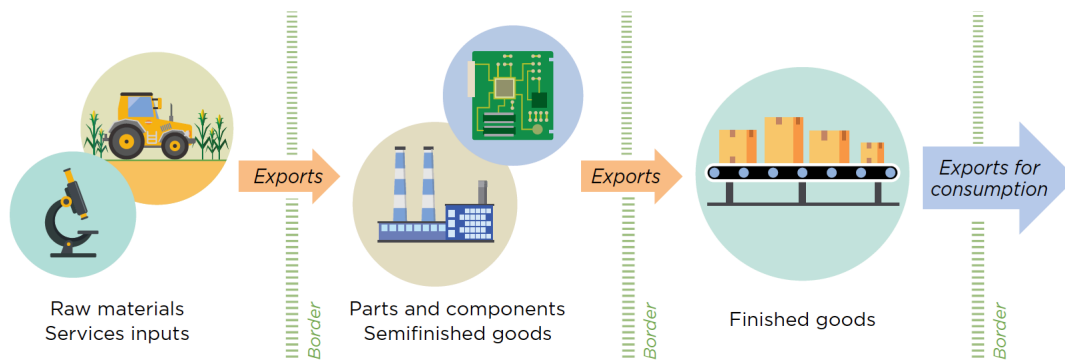 Exports
Exports
Exports for
consumption
Raw materials
Services inputs
Border
Parts and components
Semifinished goods
Border
Finished goods
Border